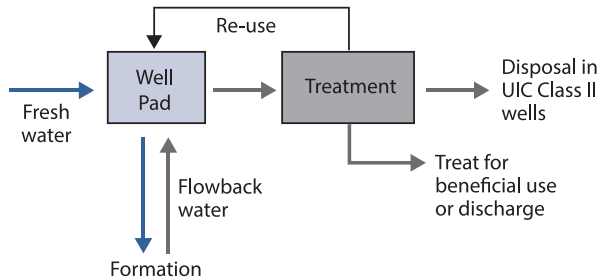 Re-use
Well
Pad
Treatment
Disposal in
UIC Class II
wells
Fresh
water
Flowback
water
Treat for
beneficial use
or discharge
Formation